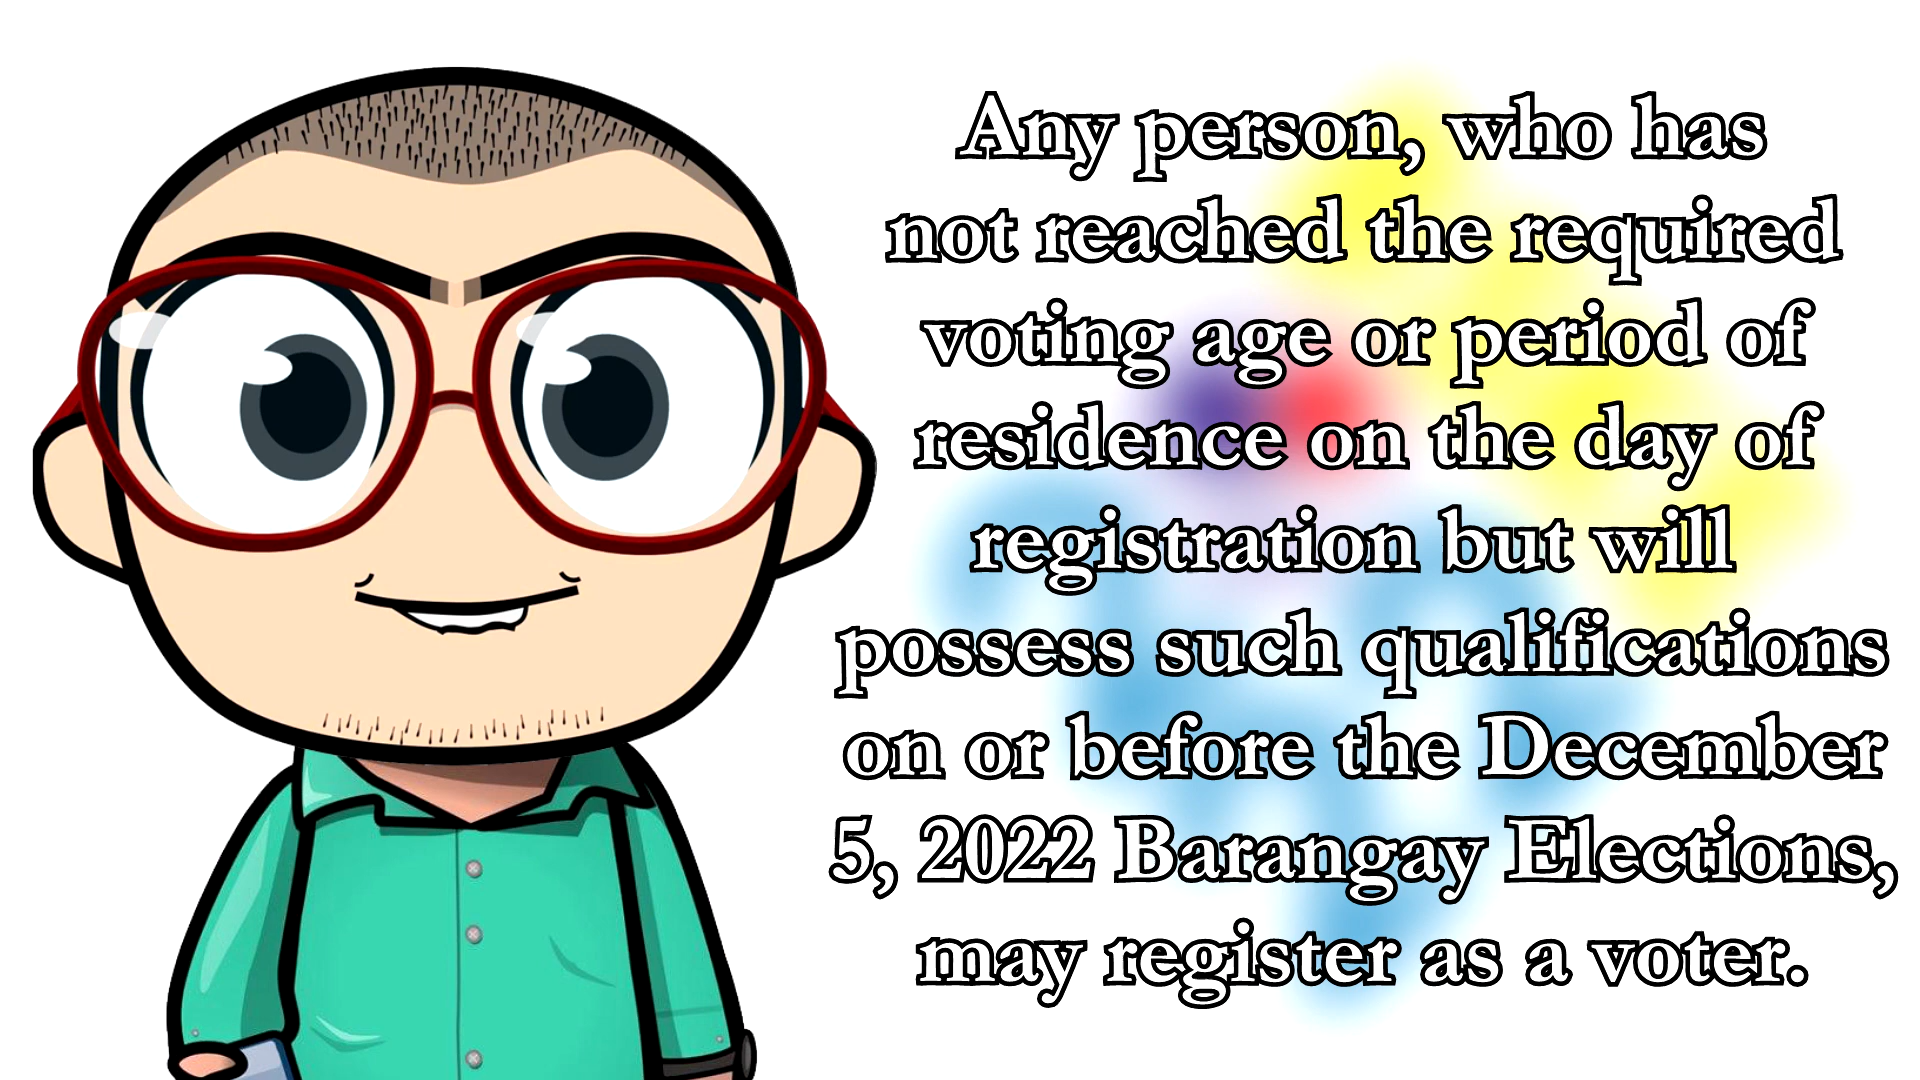 Any person, who has
not reached the required
voting age or period of
residence on the day of
registration but will
possess such qualifications
on or before the December
5, 2022 Barangay Elections,
may register as a voter.